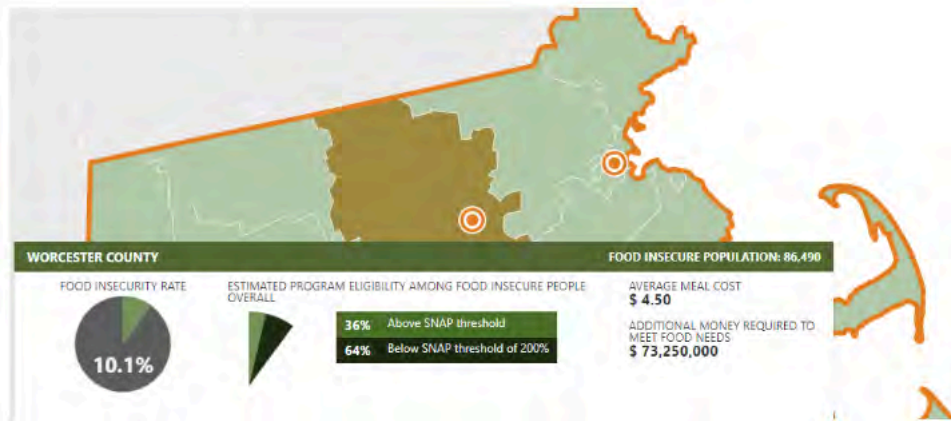 WORCESTER COUNTY
FOOD INSECURE POPULATION: 86,490
FOOD INSECURITY RATE
10.1%
ESTIMATED PROGRAM ELIGIBILITY AMONG FOOD INSECURE PEOPLE
OVERALL
36% Above SNAP threshold
64% Below SNAP threshold of 200%
AVERAGE MEAL COST
$ 4.50
ADDITIONAL MONEY REQUIRED TO
MEET FOOD NEEDS
$ 73,250,000